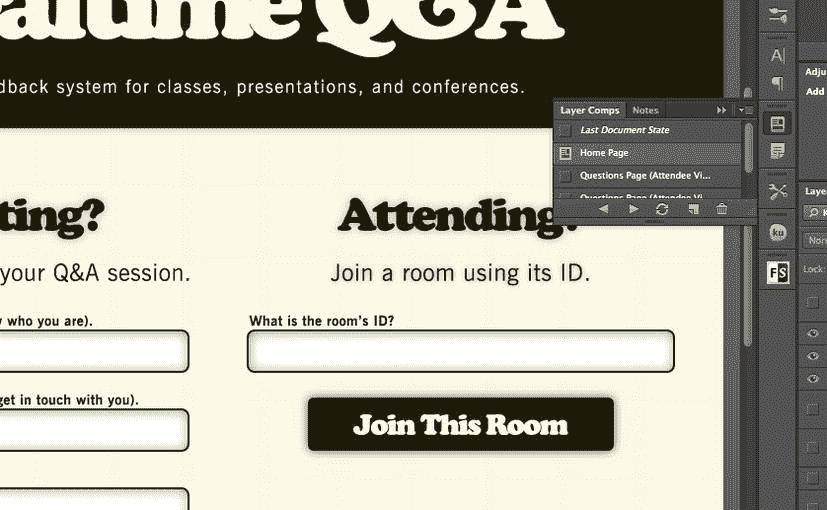 Q&A
dback system for classes, presentations, and conferences.
ting?
your Q&A session.
who you are).
get in touch with you).
Attending?
Join a room using its ID.
What is the room's ID?
Join This Room
Layer Comps Notes
Last Document State
Home Page
Questions Page (Attendee Vi...
Questions Page (Attendee Vi...
A
ku
FS
Adju
Add
Laye
K
Nor
Lock: